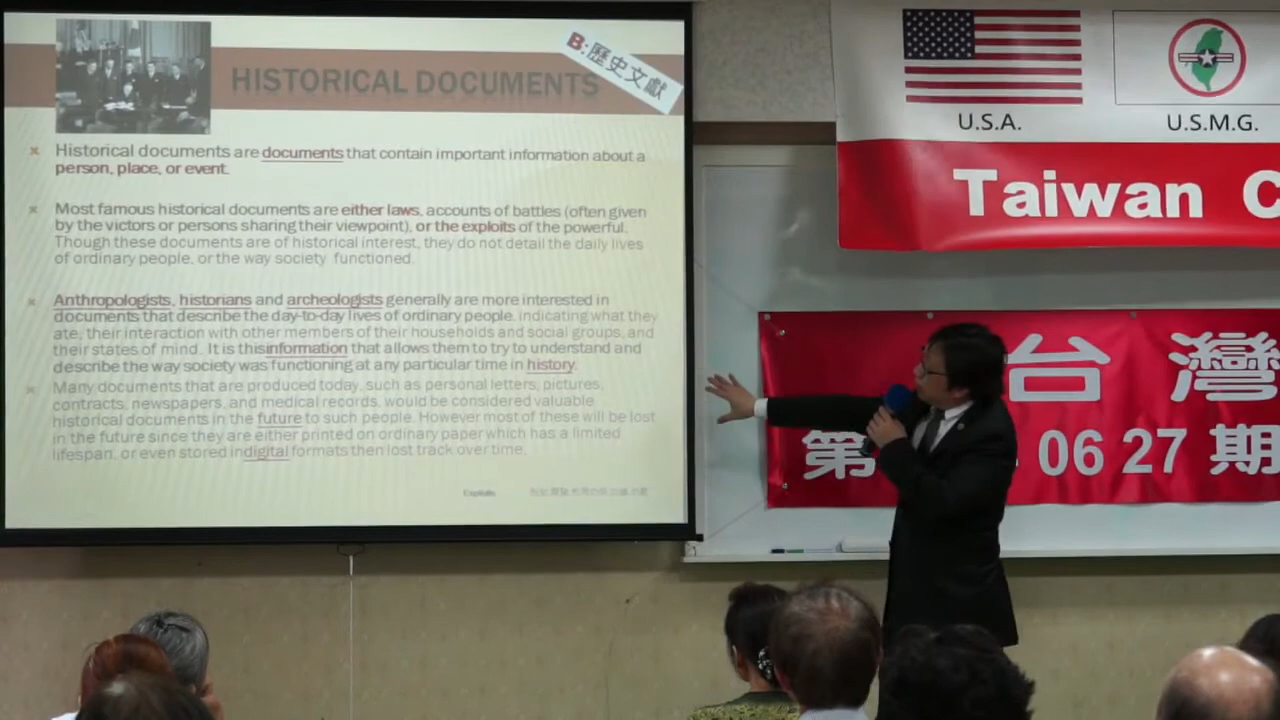 B:歷史文獻
HISTORICAL DOCUMENTS
Historical documents are documents that contain important information about a
person, place, or event.
Most famous historical documents are either laws, accounts of battles (often given
by the victors or persons sharing their viewpoint), or the exploits of the powerful.
Though these documents are of historical interest, they do not detail the daily lives
of ordinary people, or the way society functioned.
Anthropologists, historians and archeologists generally are more interested in
documents that describe the day-to-day lives of ordinary people, indicating what they
ate, their interaction with other members of their households and social groups, and
their states of mind. It is thisinformation that allows them to try to understand and
describe the way society was functioning at any particular time in history.
Many documents that are produced today, such as personal letters, pictures,
contracts, newspapers, and medical records, would be considered valuable
historical documents in the future to such people. However most of these will be lost
in the future since they are either printed on ordinary paper which has a limited
lifespan, or even stored indigital formats then lost track over time.
Exploits
U.S.A.
U.S.M.G.
Taiwan C
台灣
第 06 27 期